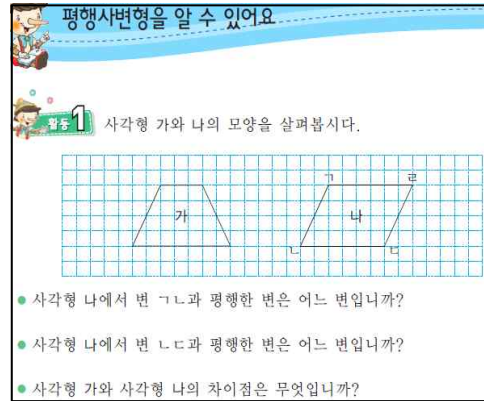 평행사변형을 알 수 있어요
활동 1 사각형 가와 나의 모양을 살펴봅시다.
ㄱ ㄹ
가 나
ㄴ ㄷ
사각형 나에서 변 ㄱㄴ과 평행한 변은 어느 변입니까?
사각형 나에서 변 ㄴㄷ과 평행한 변은 어느 변입니까?
사각형 가와 사각형 나의 차이점은 무엇입니까?